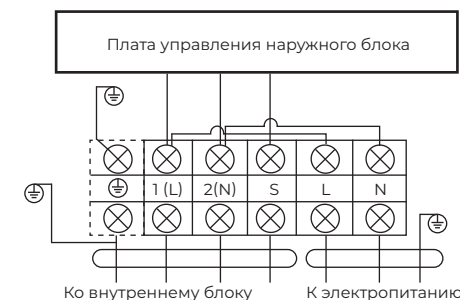 Плата управления наружного блока
1 (L) 2(N) S L N
Ко внутреннему блоку К электропитанию